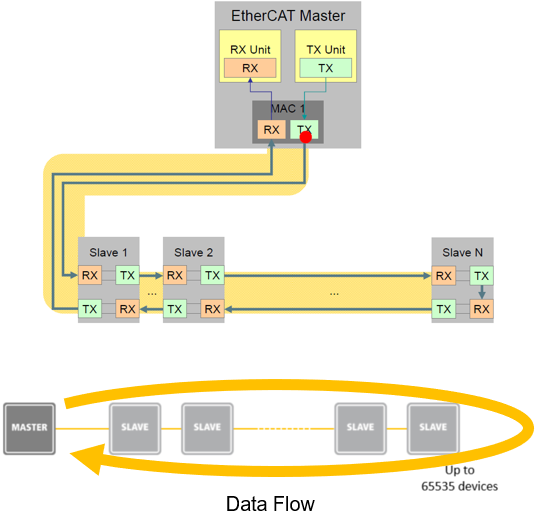 EtherCAT Master
RX Unit TX Unit
RX TX
MAC 1
RX TX
Slave 1 Slave 2 Slave N
RX TX RX TX RX TX
... ...
TX RX TX RX TX RX
MASTER SLAVE SLAVE ......... SLAVE SLAVE
Up to
65535 devices
Data Flow